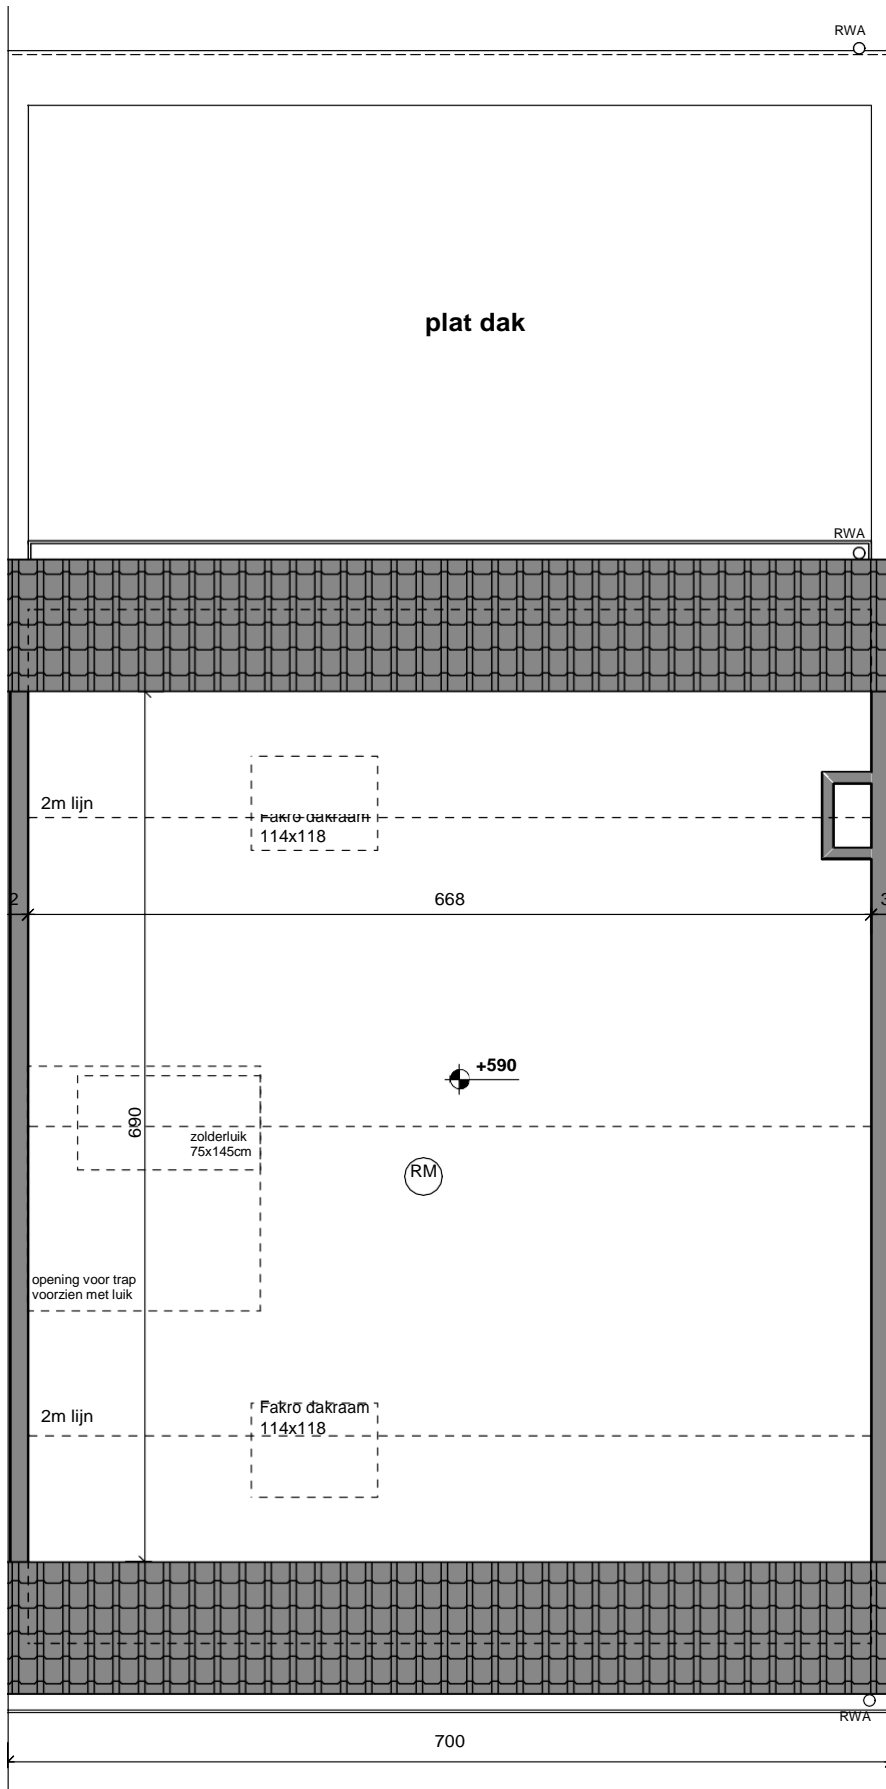 RWA
plat dak
RWA
2m lijn
Fakro dakraam
114x118
2
668
3
+590
690
zolderluik
75x145cm
RM
opening voor trap
voorzien met luik
Fakro dakraam
2m lijn
114x118
RWA
700